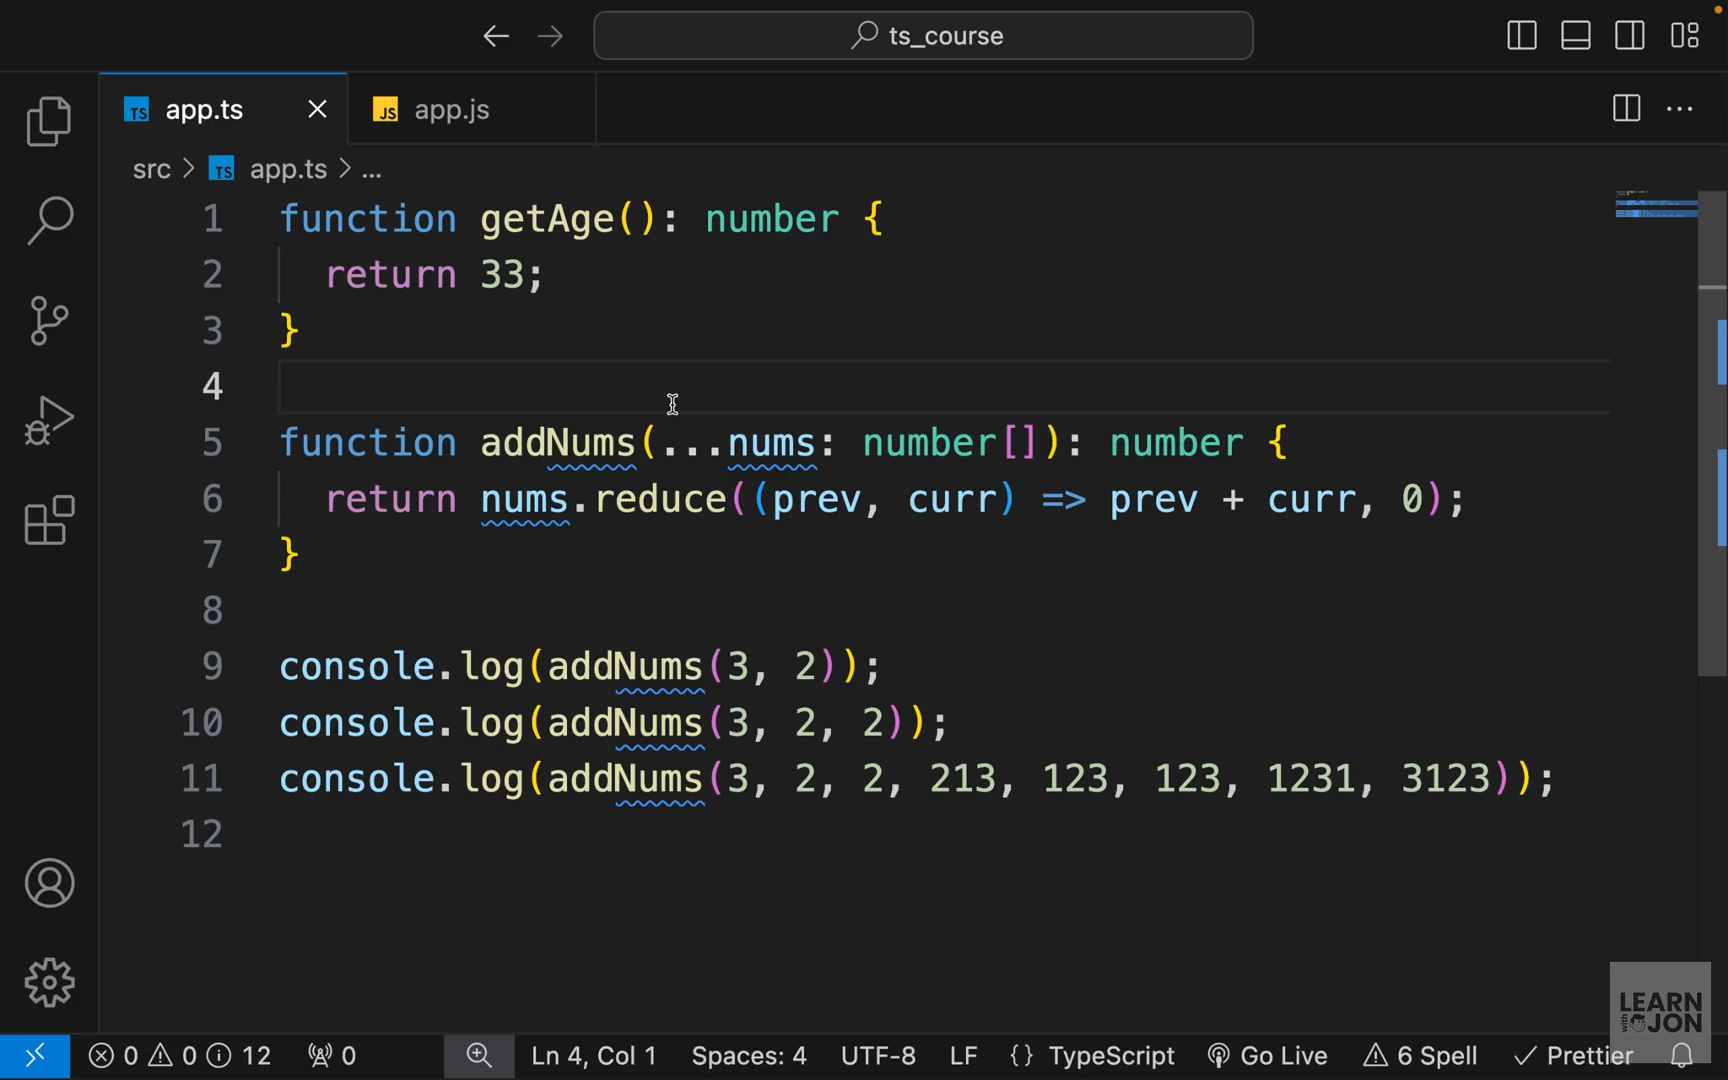 ts_course
TS app.ts
JS app.js
src > TS app.ts > ...
1 function getAge(): number {
2 return 33;
3 }
4
5 function addNums(...nums: number[]): number {
6 return nums.reduce((prev, curr) => prev + curr, 0);
7 }
8
9 console.log(addNums(3, 2));
10 console.log(addNums(3, 2, 2));
11 console.log(addNums(3, 2, 2, 213, 123, 123, 1231, 3123));
12
LEARN
with JON
0 0 12 0 Ln 4, Col 1 Spaces: 4 UTF-8 LF {} TypeScript Go Live 6 Spell Prettier